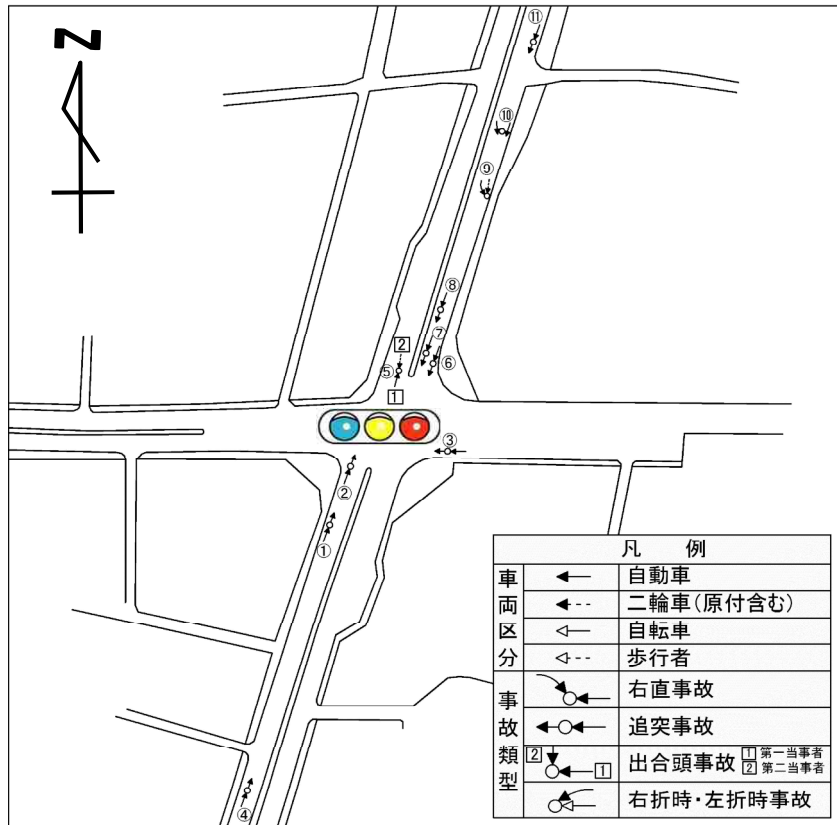 N
⑪
⑩
⑨
⑧
⑦
2
⑥
⑤
1
③
②
①
④
凡 例
車両区分
自動車
二輪車(原付含む)
自転車
歩行者
事故類型
右直事故
追突事故
2 1 出合頭事故 1 第一当事者
2 第二当事者
右折時・左折時事故